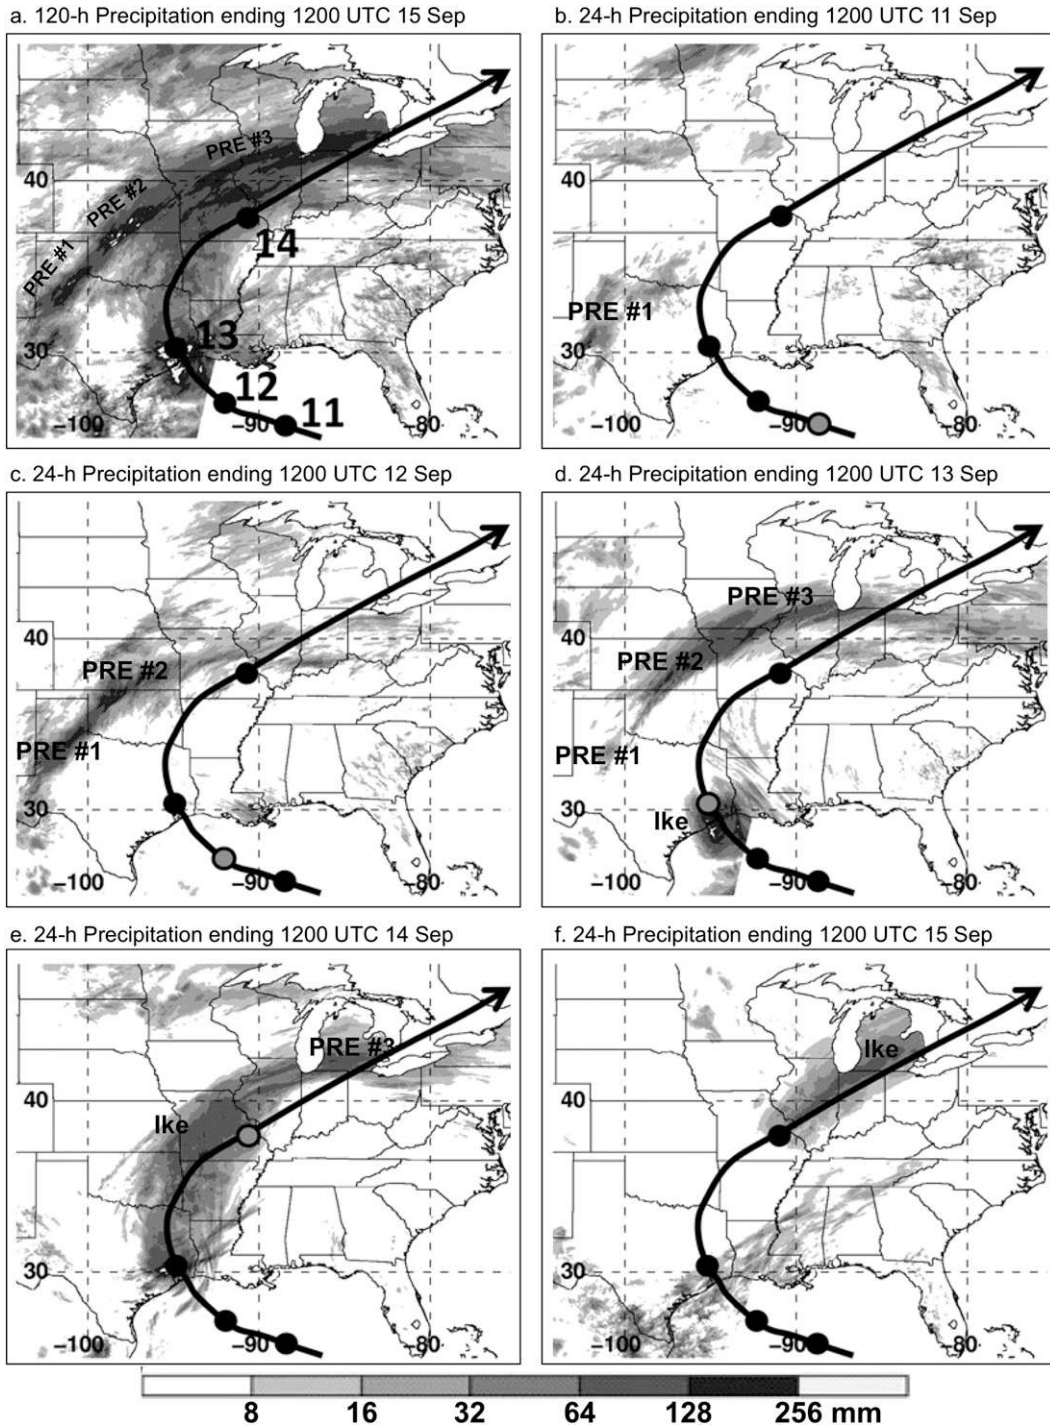 a. 120-h Precipitation ending 1200 UTC 15 Sep
b. 24-h Precipitation ending 1200 UTC 11 Sep
PRE #3
PRE #2
PRE #1
40
14
13
30
12
11
-100
-90
-80
40
PRE #1
30
-100
-90
-80
c. 24-h Precipitation ending 1200 UTC 12 Sep
d. 24-h Precipitation ending 1200 UTC 13 Sep
40
PRE #2
PRE #1
30
-100
-90
-80
PRE #3
40
PRE #2
PRE #1
30
Ike
-100
-90
-80
e. 24-h Precipitation ending 1200 UTC 14 Sep
f. 24-h Precipitation ending 1200 UTC 15 Sep
PRE #3
40
Ike
30
-100
-90
-80
Ike
40
30
-100
-90
-80
8 16 32 64 128 256 mm